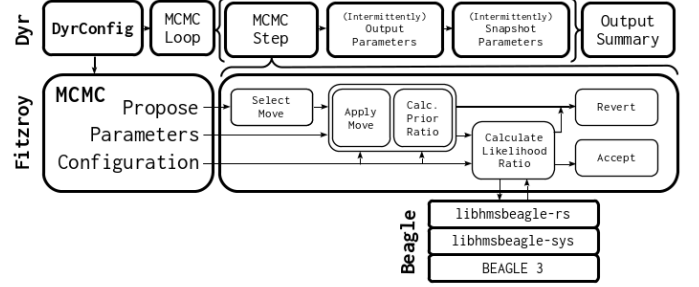 Dyr
DyrConfig
MCMC
Loop
MCMC
Step
(Intermittently)
Output
Parameters
(Intermittently)
Snapshot
Parameters
Output
Summary
Fitzroy
MCMC
Propose
Parameters
Configuration
Select
Move
Apply
Move
Calc.
Prior
Ratio
Calculate
Likelihood
Ratio
Revert
Accept
Beagle
libhmsbeagle-rs
libhmsbeagle-sys
BEAGLE 3